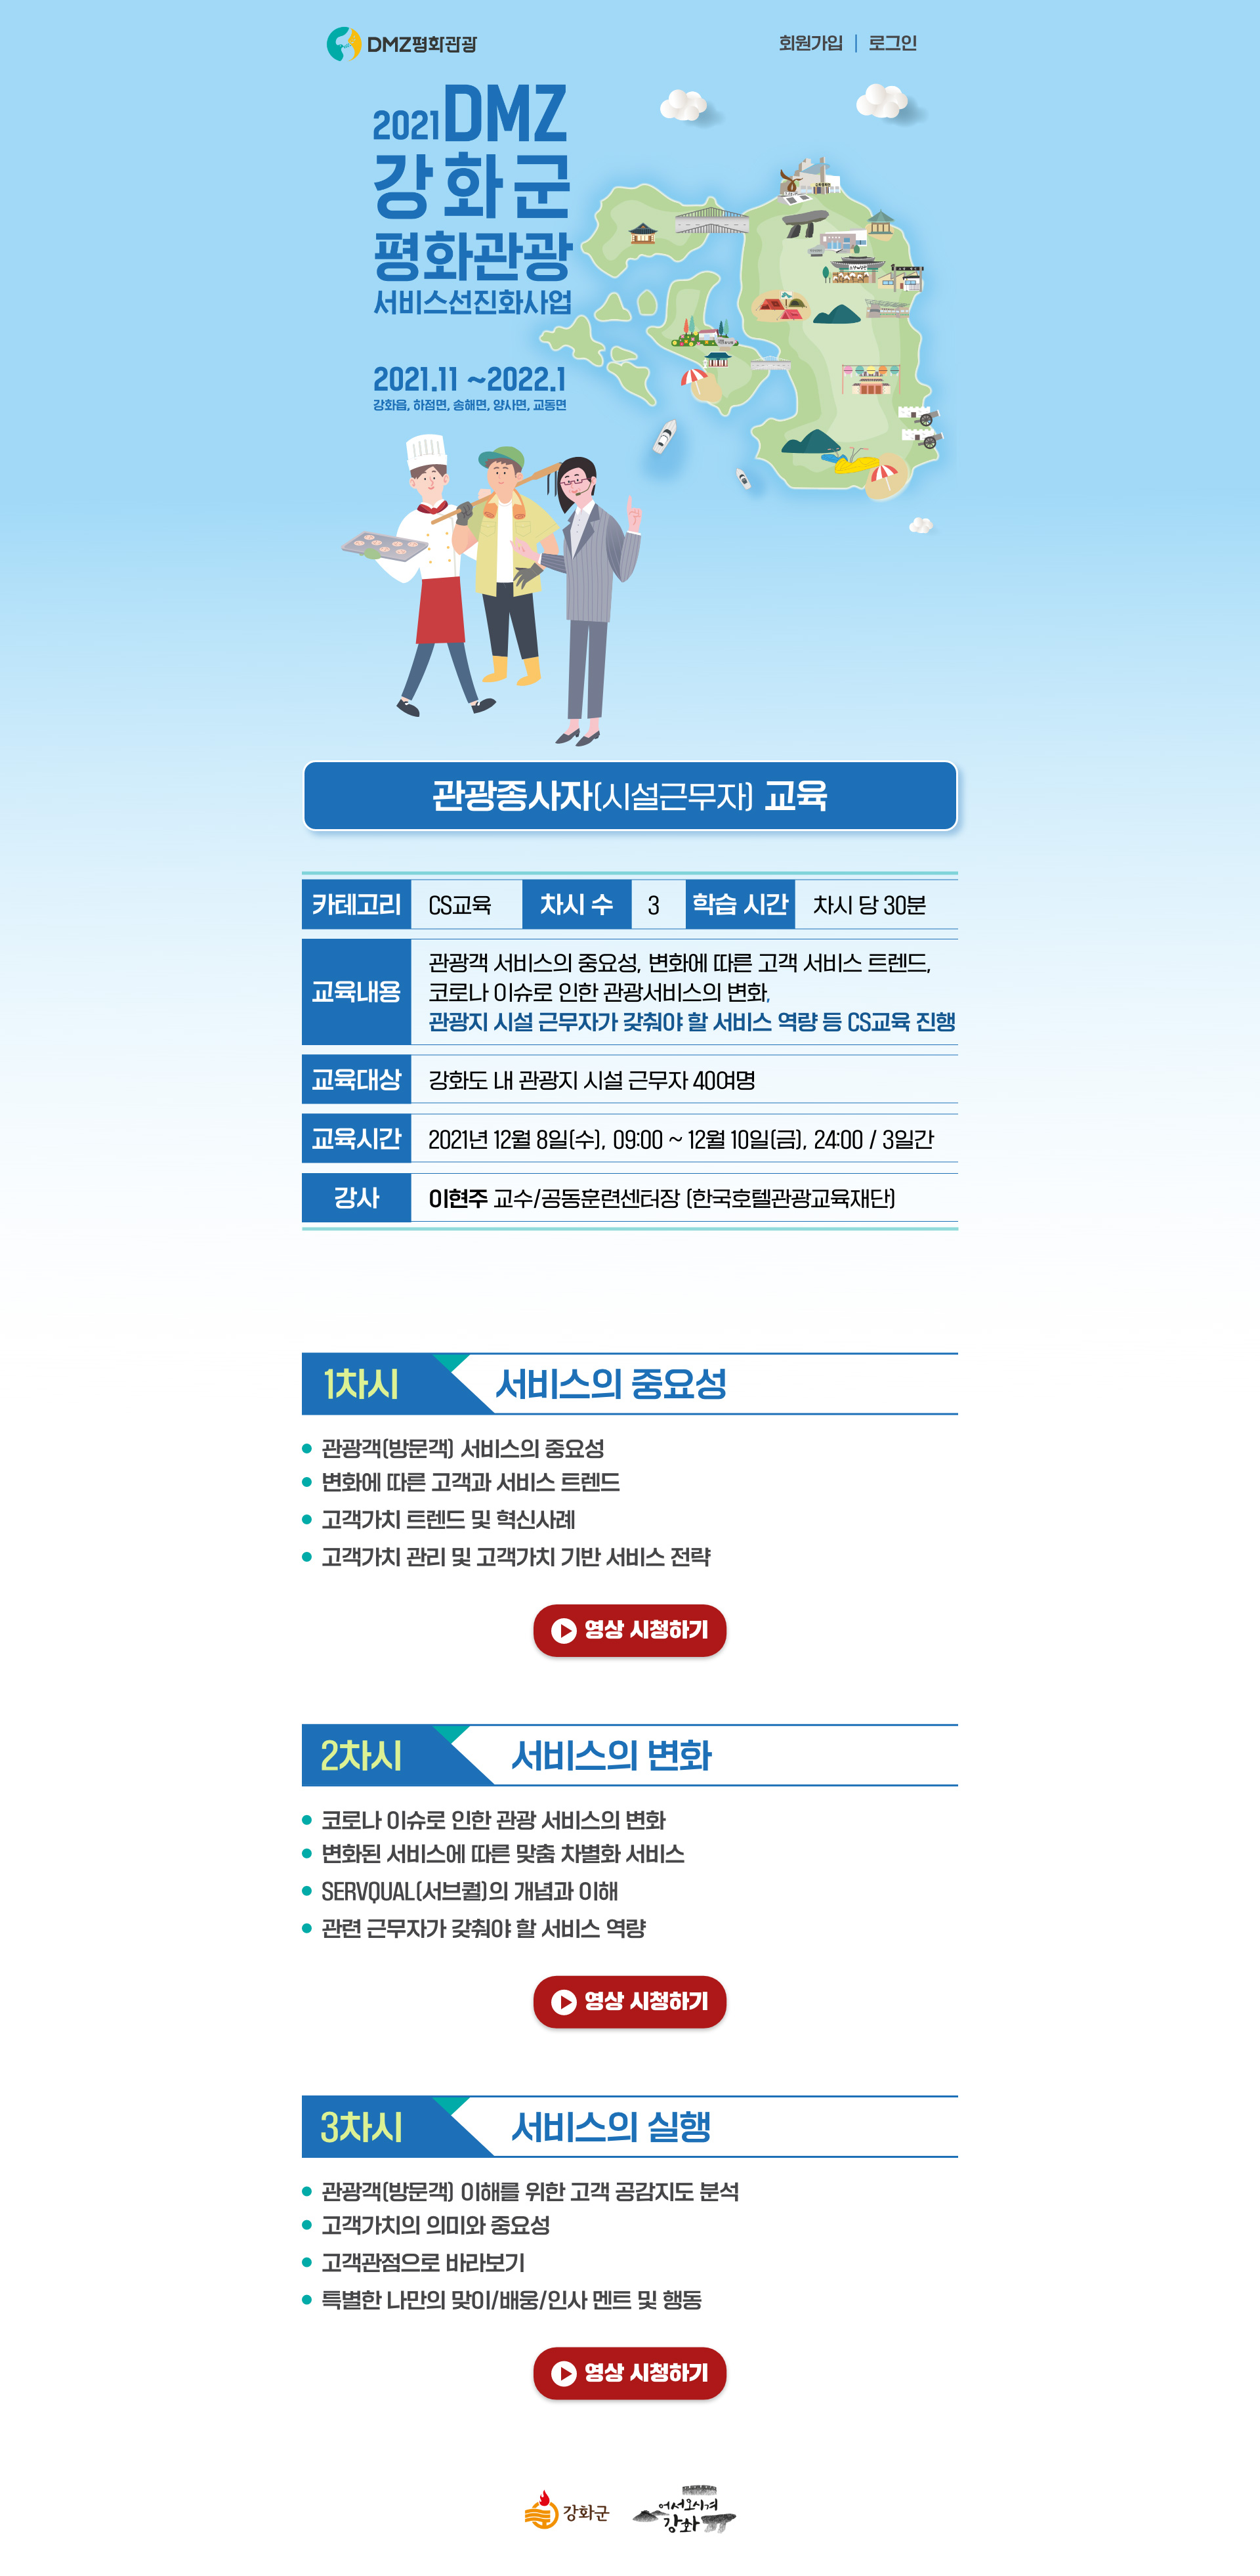 DMZ평화관광
회원가입 | 로그인
2021 DMZ
강화군
평화관광
서비스선진화사업
2021.11 ~2022.1
강화읍, 하점면, 송해면, 양사면, 교동면
관광종사자(시설근무자) 교육
카테고리 CS교육 차시 수 3 학습 시간 차시 당 30분
교육내용
관광객 서비스의 중요성, 변화에 따른 고객 서비스 트렌드,
코로나 이슈로 인한 관광서비스의 변화,
관광지 시설 근무자가 갖춰야 할 서비스 역량 등 CS교육 진행
교육대상 강화도 내 관광지 시설 근무자 40여명
교육시간 2021년 12월 8일(수), 09:00 ~ 12월 10일(금), 24:00 / 3일간
강사 이현주 교수/공동훈련센터장 (한국호텔관광교육재단)
1차시 서비스의 중요성
관광객(방문객) 서비스의 중요성
변화에 따른 고객과 서비스 트렌드
고객가치 트렌드 및 혁신사례
고객가치 관리 및 고객가치 기반 서비스 전략
영상 시청하기
2차시 서비스의 변화
코로나 이슈로 인한 관광 서비스의 변화
변화된 서비스에 따른 맞춤 차별화 서비스
SERVQUAL(서브퀄)의 개념과 이해
관련 근무자가 갖춰야 할 서비스 역량
영상 시청하기
3차시 서비스의 실행
관광객(방문객) 이해를 위한 고객 공감지도 분석
고객가치의 의미와 중요성
고객관점으로 바라보기
특별한 나만의 맞이/배웅/인사 멘트 및 행동
영상 시청하기
강화군
어서오시겨
강화